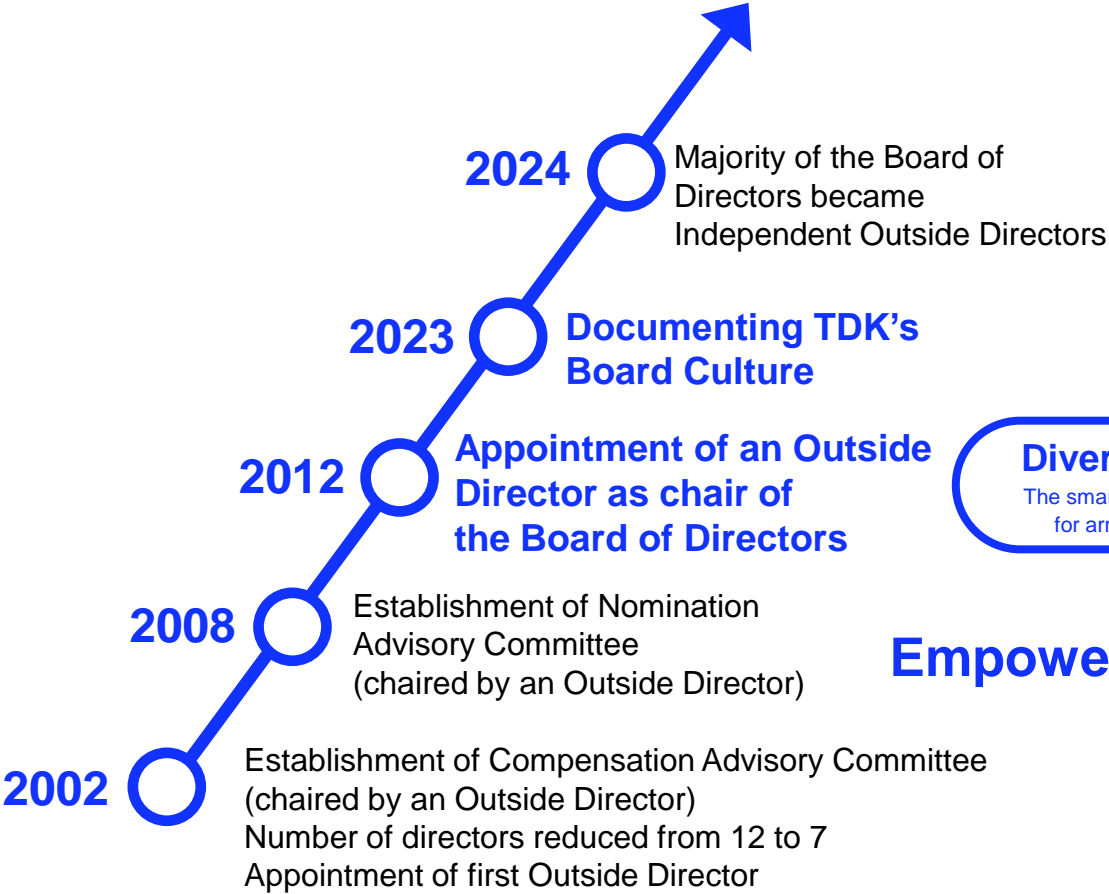 2024
Majority of the Board of
Directors became
Independent Outside Directors
2023
Documenting TDK's
Board Culture
2012
Appointment of an Outside
Director as chair of
the Board of Directors
The
for
2008
Establishment of Nomination
Advisory Committee
(chaired by an Outside Director)
2002
Establishment of Compensation Advisory Committee
(chaired by an Outside Director)
Number of directors reduced from 12 to 7
Appointment of first Outside Director